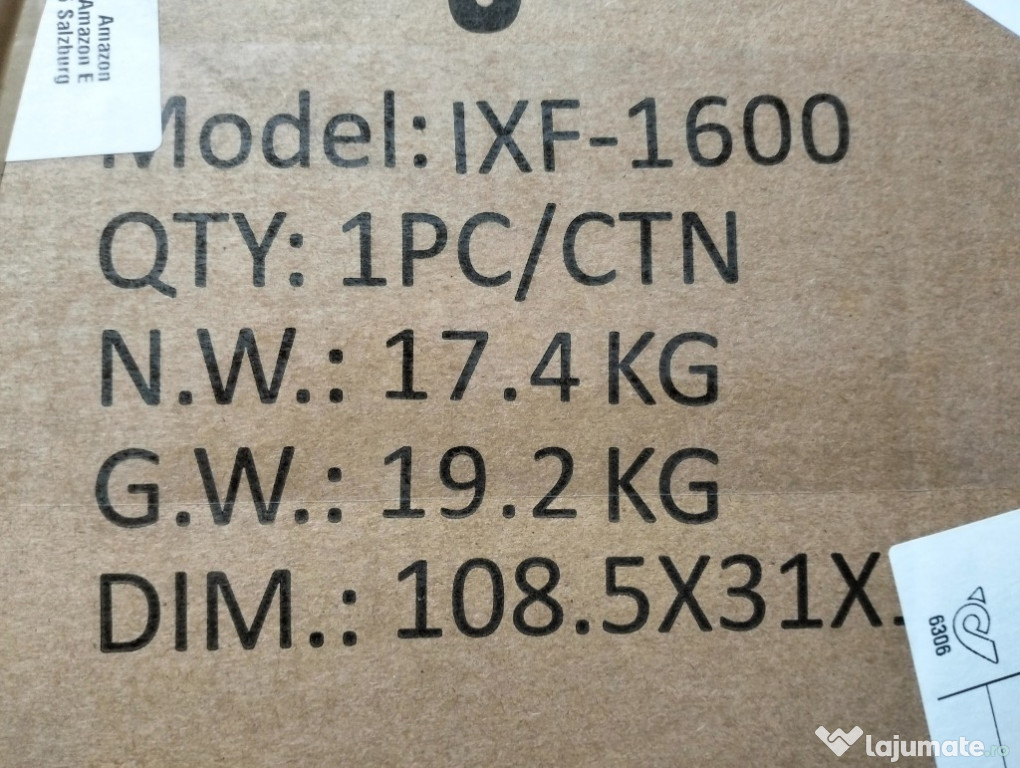 Amazon
Amazon E
Salzburg
Model: IXF-1600
QTY: 1PC/CTN
N.W.: 17.4 KG
G.W.: 19.2 KG
DIM.: 108.5X31X
6306
lajumate.ro